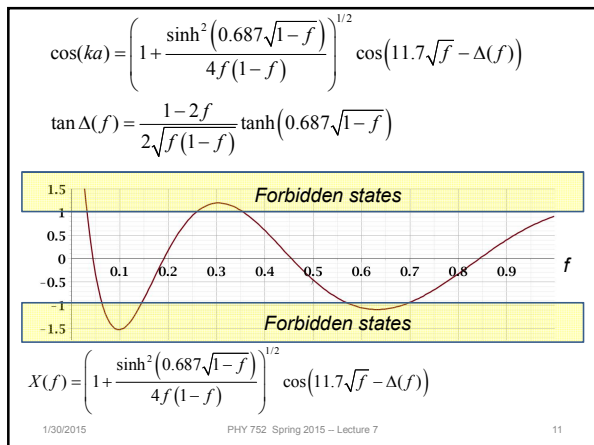 cos(ka) = (1 + sinh²(0.687√(1−f)) / 4f(1−f))^{1/2} cos(11.7√f − Δ(f))
tan Δ(f) = (1−2f) / (2√(f(1−f))) tanh(0.687√(1−f))
Forbidden states
1.5
1
0.5
0
0.1 0.2 0.3 0.4 0.5 0.6 0.7 0.8 0.9 f
−0.5
−1
−1.5
Forbidden states
X(f) = (1 + sinh²(0.687√(1−f)) / 4f(1−f))^{1/2} cos(11.7√f − Δ(f))
1/30/2015 PHY 752 Spring 2015 -- Lecture 7 11